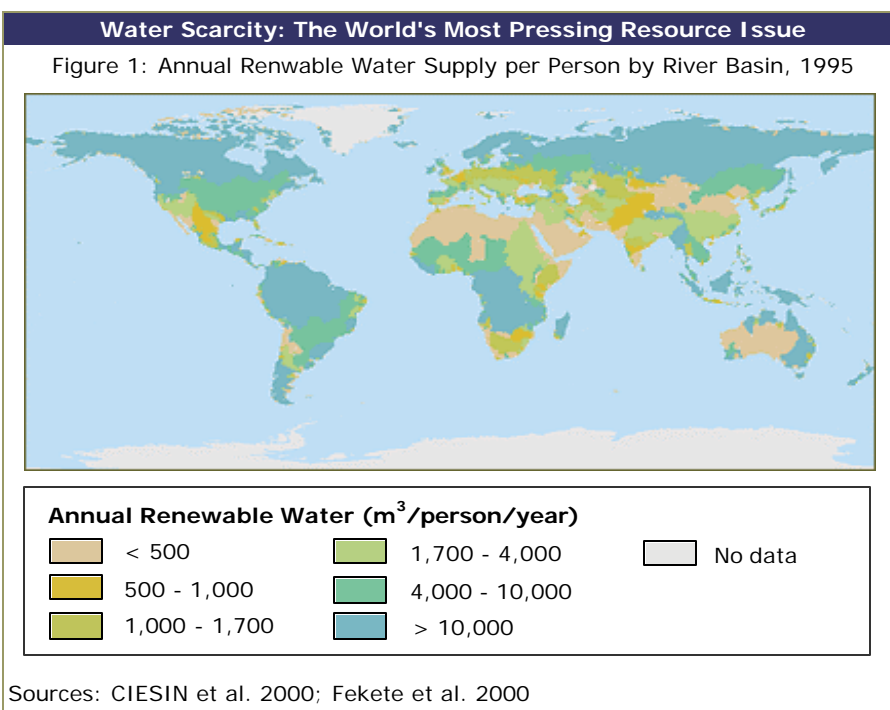 Water Scarcity: The World's Most Pressing Resource Issue
Figure 1: Annual Renwable Water Supply per Person by River Basin, 1995
Annual Renewable Water (m³/person/year)
< 500
500 - 1,000
1,000 - 1,700
1,700 - 4,000
4,000 - 10,000
> 10,000
No data
Sources: CIESIN et al. 2000; Fekete et al. 2000